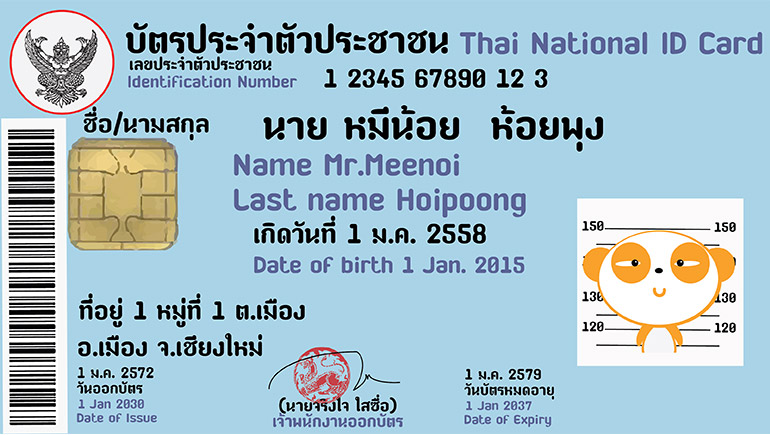 บัตรประจำตัวประชาชน Thai National ID Card
เลขประจำตัวประชาชน
Identification Number 1 2345 67890 12 3
ชื่อ/นามสกุล นาย หมีน้อย ห้อยพุง
Name Mr.Meenoi
Last name Hoipoong
เกิดวันที่ 1 ม.ค. 2558
Date of birth 1 Jan. 2015
150 150
130 130
120 120
ที่อยู่ 1 หมู่ที่ 1 ต.เมือง
อ.เมือง จ.เชียงใหม่
1 ม.ค. 2572
วันออกบัตร
1 Jan 2030
Date of Issue
(นายจริงใจ ใสซื่อ)
เจ้าพนักงานออกบัตร
1 ม.ค. 2579
วันบัตรหมดอายุ
1 Jan 2037
Date of Expiry